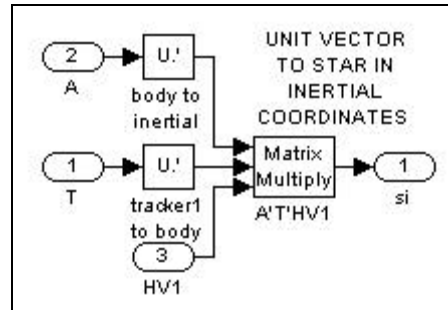 UNIT VECTOR
TO STAR IN
INERTIAL
COORDINATES
2
A
U.'
body to
inertial
1
T
U.'
tracker1
to body
3
HV1
Matrix
Multiply
A'T'HV1
1
si